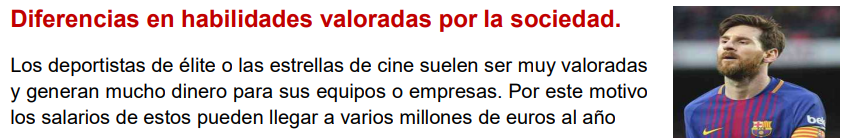 Diferencias en habilidades valoradas por la sociedad.
Los deportistas de élite o las estrellas de cine suelen ser muy valoradas
y generan mucho dinero para sus equipos o empresas. Por este motivo
los salarios de estos pueden llegar a varios millones de euros al año